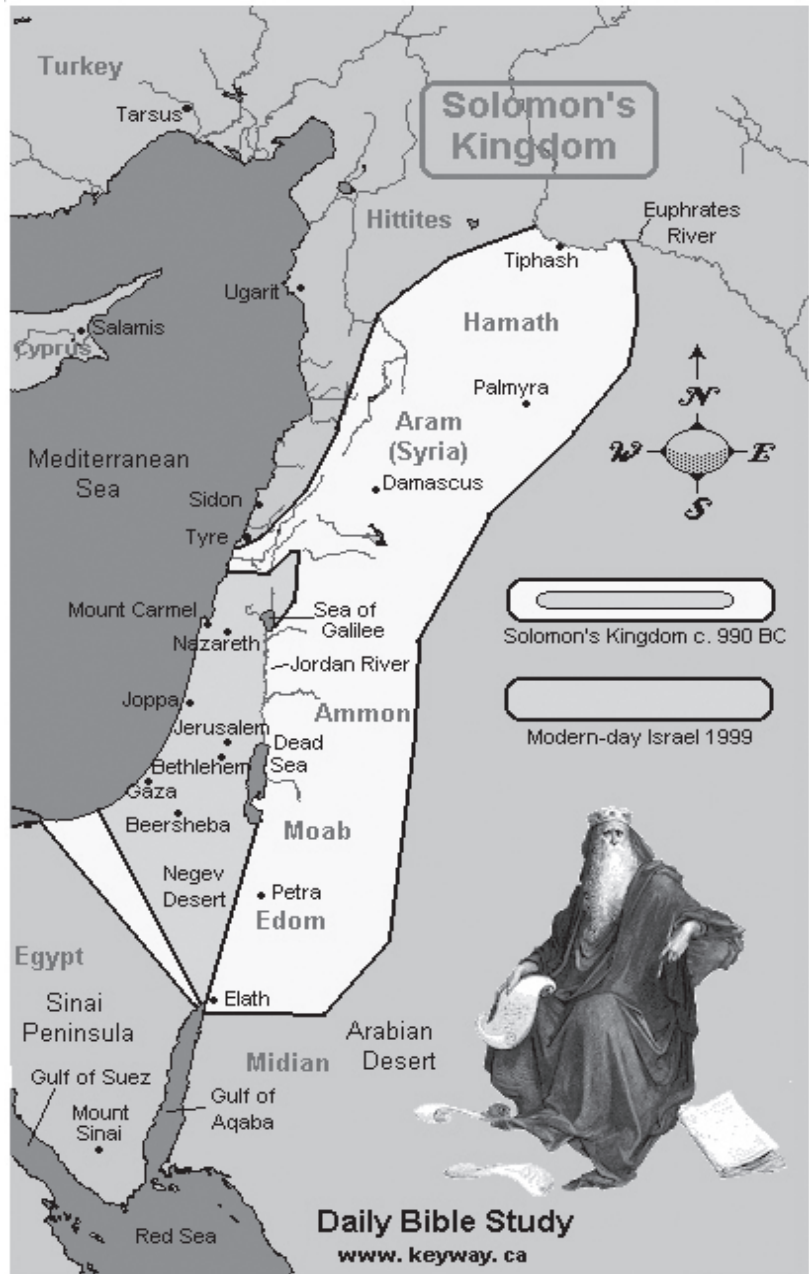 Turkey
Tarsus
Solomon's
Kingdom
Hittites
Euphrates
River
Tiphash
Ugarit
Hamath
Salamis
Cyprus
Palmyra
N
Aram
(Syria)
W
E
Mediterranean
Sea
Damascus
S
Sidon
Tyre
Mount Carmel
Sea of
Galilee
Nazareth
Solomon's Kingdom c. 990 BC
Jordan River
Joppa
Ammon
Jerusalem
Dead
Sea
Modern-day Israel 1999
Bethlehem
Gaza
Beersheba
Moab
Negev
Desert
Petra
Edom
Egypt
Elath
Sinai
Peninsula
Arabian
Desert
Midian
Gulf of Suez
Gulf of
Aqaba
Mount
Sinai
Daily Bible Study
Red Sea
www. keyway. ca